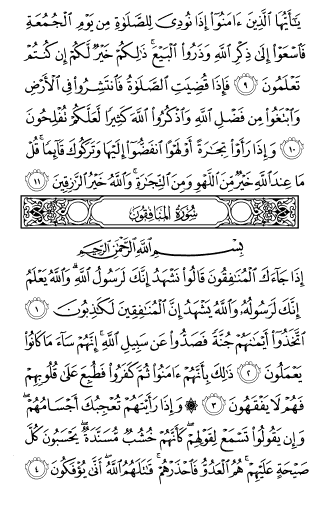 يَٰٓأَيُّهَا ٱلَّذِينَ ءَامَنُوٓا۟ إِذَا نُودِىَ لِلصَّلَوٰةِ مِن يَوْمِ ٱلْجُمُعَةِ
فَٱسْعَوْا۟ إِلَىٰ ذِكْرِ ٱللَّهِ وَذَرُوا۟ ٱلْبَيْعَ ۚ ذَٰلِكُمْ خَيْرٌ لَّكُمْ إِن كُنتُمْ
تَعْلَمُونَ ٩ فَإِذَا قُضِيَتِ ٱلصَّلَوٰةُ فَٱنتَشِرُوا۟ فِى ٱلْأَرْضِ
وَٱبْتَغُوا۟ مِن فَضْلِ ٱللَّهِ وَٱذْكُرُوا۟ ٱللَّهَ كَثِيرًا لَّعَلَّكُمْ تُفْلِحُونَ
١٠ وَإِذَا رَأَوْا۟ تِجَٰرَةً أَوْ لَهْوًا ٱنفَضُّوٓا۟ إِلَيْهَا وَتَرَكُوكَ قَآئِمًا ۚ قُلْ
مَا عِندَ ٱللَّهِ خَيْرٌ مِّنَ ٱللَّهْوِ وَمِنَ ٱلتِّجَٰرَةِ ۚ وَٱللَّهُ خَيْرُ ٱلرَّٰزِقِينَ ١١
سُورَةُ المُنَافِقُونَ
بِسْمِ ٱللَّهِ ٱلرَّحْمَٰنِ ٱلرَّحِيمِ
إِذَا جَآءَكَ ٱلْمُنَٰفِقُونَ قَالُوا۟ نَشْهَدُ إِنَّكَ لَرَسُولُ ٱللَّهِ ۗ وَٱللَّهُ يَعْلَمُ
إِنَّكَ لَرَسُولُهُۥ وَٱللَّهُ يَشْهَدُ إِنَّ ٱلْمُنَٰفِقِينَ لَكَٰذِبُونَ ١
ٱتَّخَذُوٓا۟ أَيْمَٰنَهُمْ جُنَّةً فَصَدُّوا۟ عَن سَبِيلِ ٱللَّهِ ۚ إِنَّهُمْ سَآءَ مَا كَانُوا۟
يَعْمَلُونَ ٢ ذَٰلِكَ بِأَنَّهُمْ ءَامَنُوا۟ ثُمَّ كَفَرُوا۟ فَطُبِعَ عَلَىٰ قُلُوبِهِمْ
فَهُمْ لَا يَفْقَهُونَ ٣ ۞ وَإِذَا رَأَيْتَهُمْ تُعْجِبُكَ أَجْسَامُهُمْ ۖ
وَإِن يَقُولُوا۟ تَسْمَعْ لِقَوْلِهِمْ ۖ كَأَنَّهُمْ خُشُبٌ مُّسَنَّدَةٌ ۖ يَحْسَبُونَ كُلَّ
صَيْحَةٍ عَلَيْهِمْ ۚ هُمُ ٱلْعَدُوُّ فَٱحْذَرْهُمْ ۚ قَٰتَلَهُمُ ٱللَّهُ ۖ أَنَّىٰ يُؤْفَكُونَ ٤